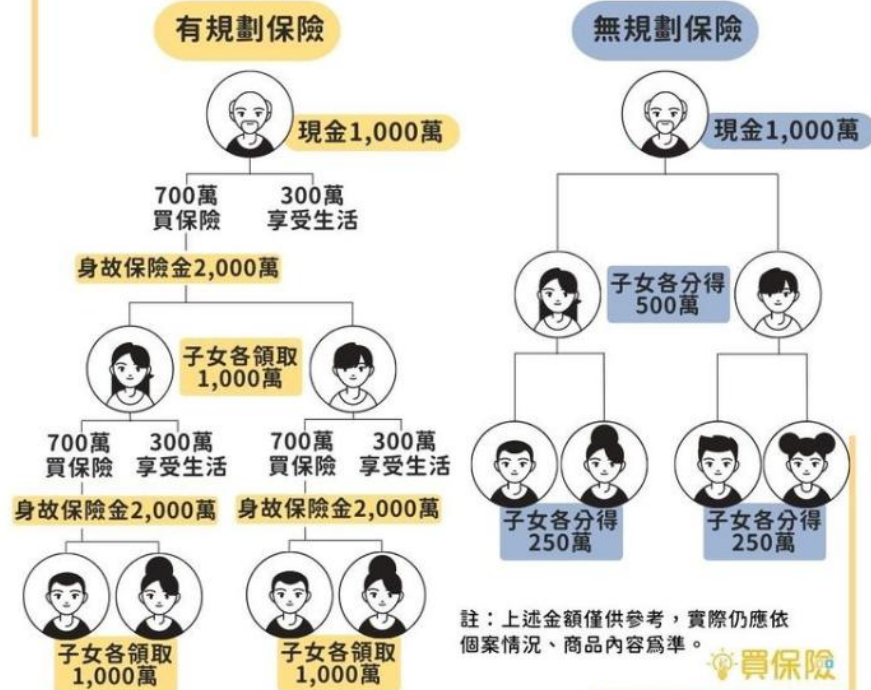 有規劃保險
現金1,000萬
700萬
買保險
300萬
享受生活
身故保險金2,000萬
子女各領取
1,000萬
700萬
買保險
300萬
享受生活
700萬
買保險
300萬
享受生活
身故保險金2,000萬
身故保險金2,000萬
子女各領取
1,000萬
子女各領取
1,000萬
無規劃保險
現金1,000萬
子女各分得
500萬
子女各分得
250萬
子女各分得
250萬
註：上述金額僅供參考，實際仍應依
個案情況、商品內容為準。
買保險